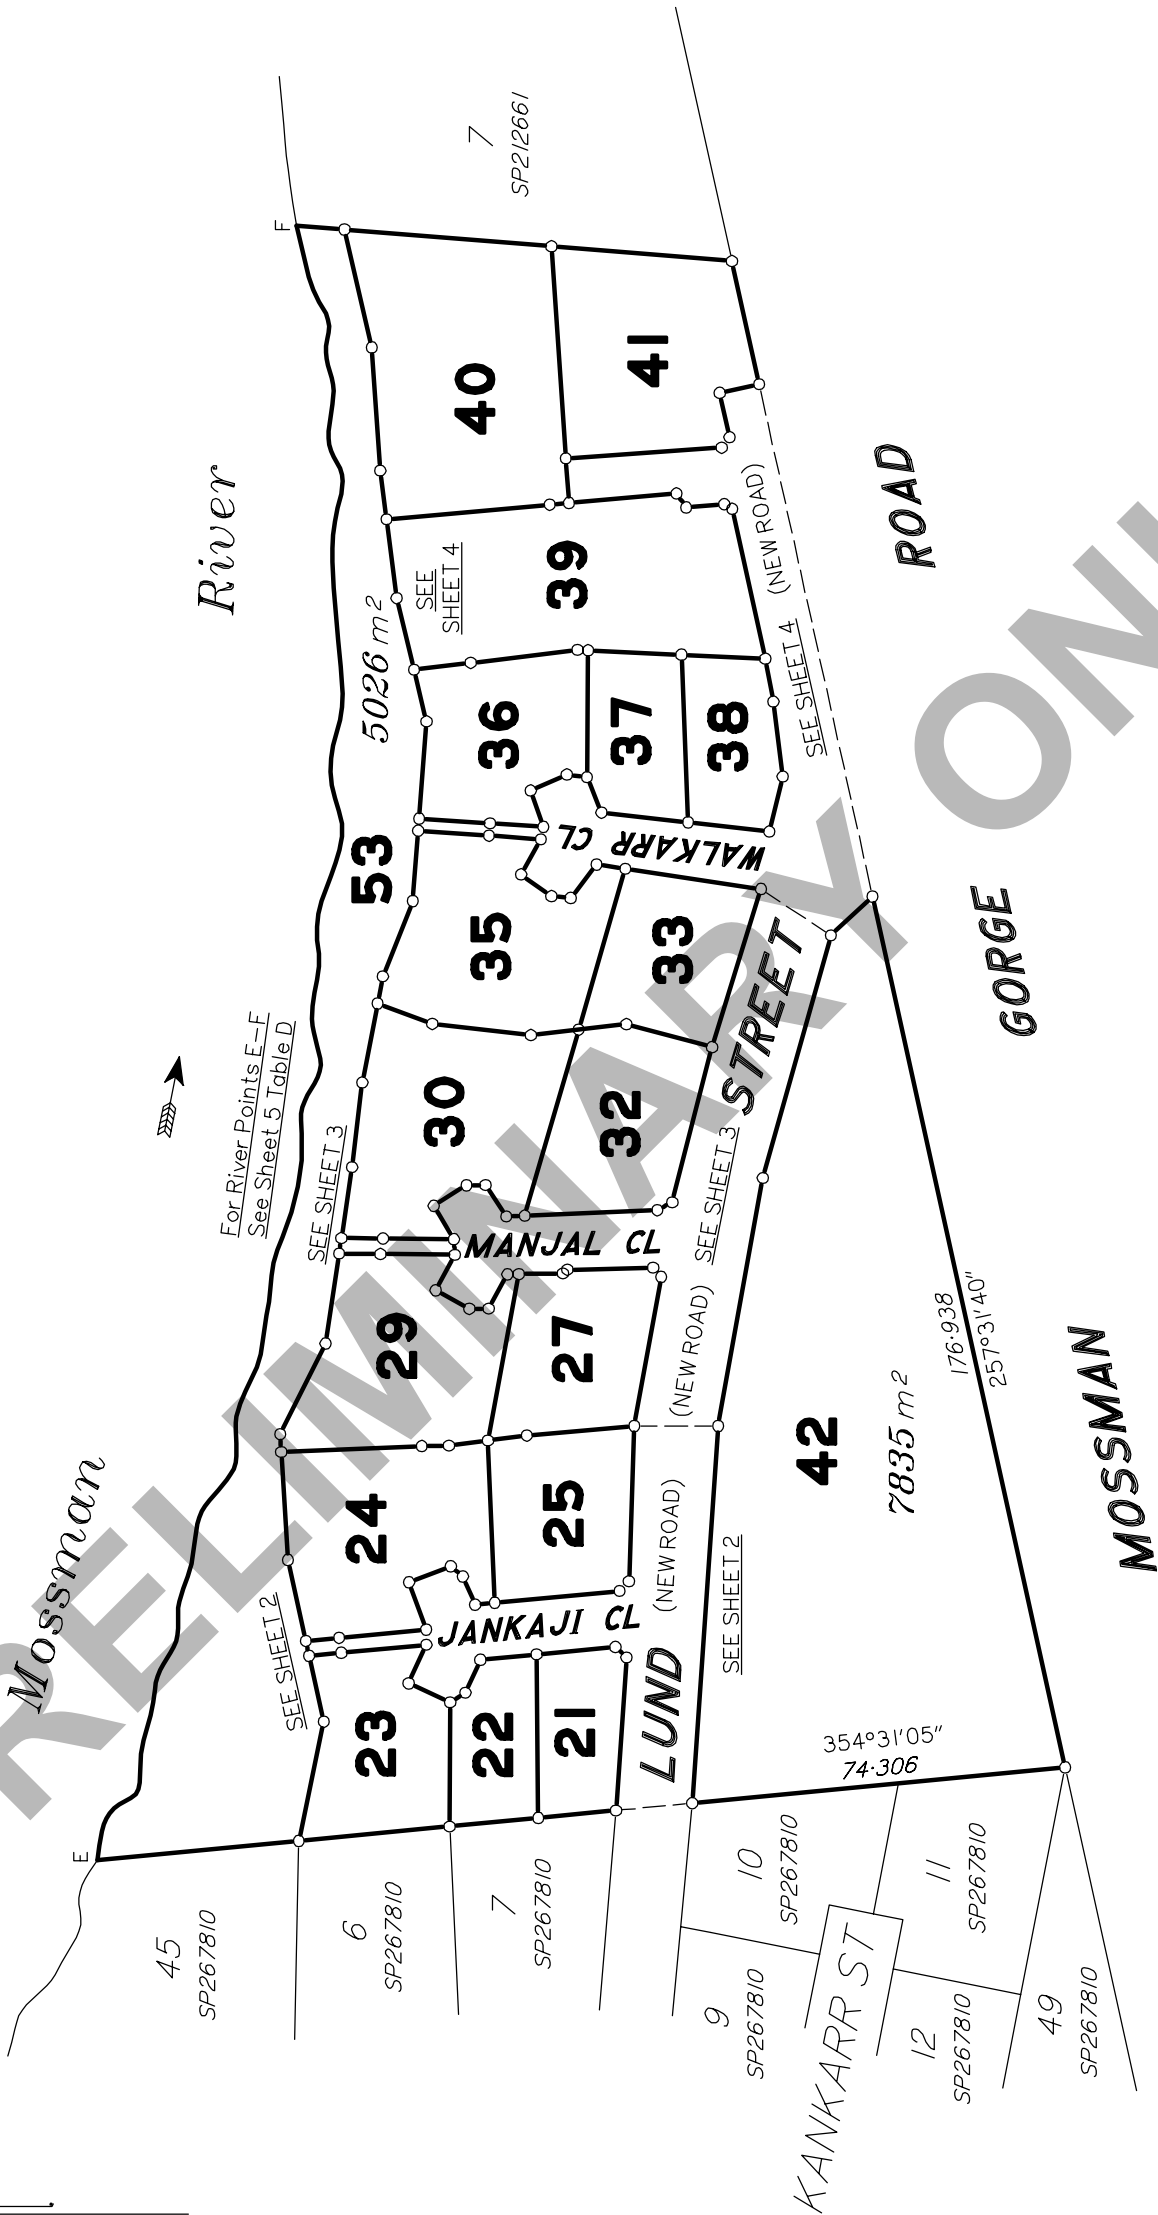 Mossman
River
For River Points E–F
See Sheet 5 Table D
E
F
53
5026 m2
SEE SHEET 2
SEE SHEET 3
SEE
SHEET 4
23
22
21
24
25
29
27
30
32
35
33
36
37
38
39
40
41
42
7835 m2
JANKAJI CL
MANJAL CL
WALKARR
CL
LUND
STREET
(NEW ROAD)
(NEW ROAD)
(NEW ROAD)
SEE SHEET 2
SEE SHEET 3
SEE SHEET 4
354°31'05"
74·306
176·938
257°31'40"
MOSSMAN
GORGE
ROAD
7
SP212661
45
SP267810
6
SP267810
7
SP267810
9
SP267810
10
SP267810
11
SP267810
12
SP267810
49
SP267810
KANKARR ST
RELIMINARY ON